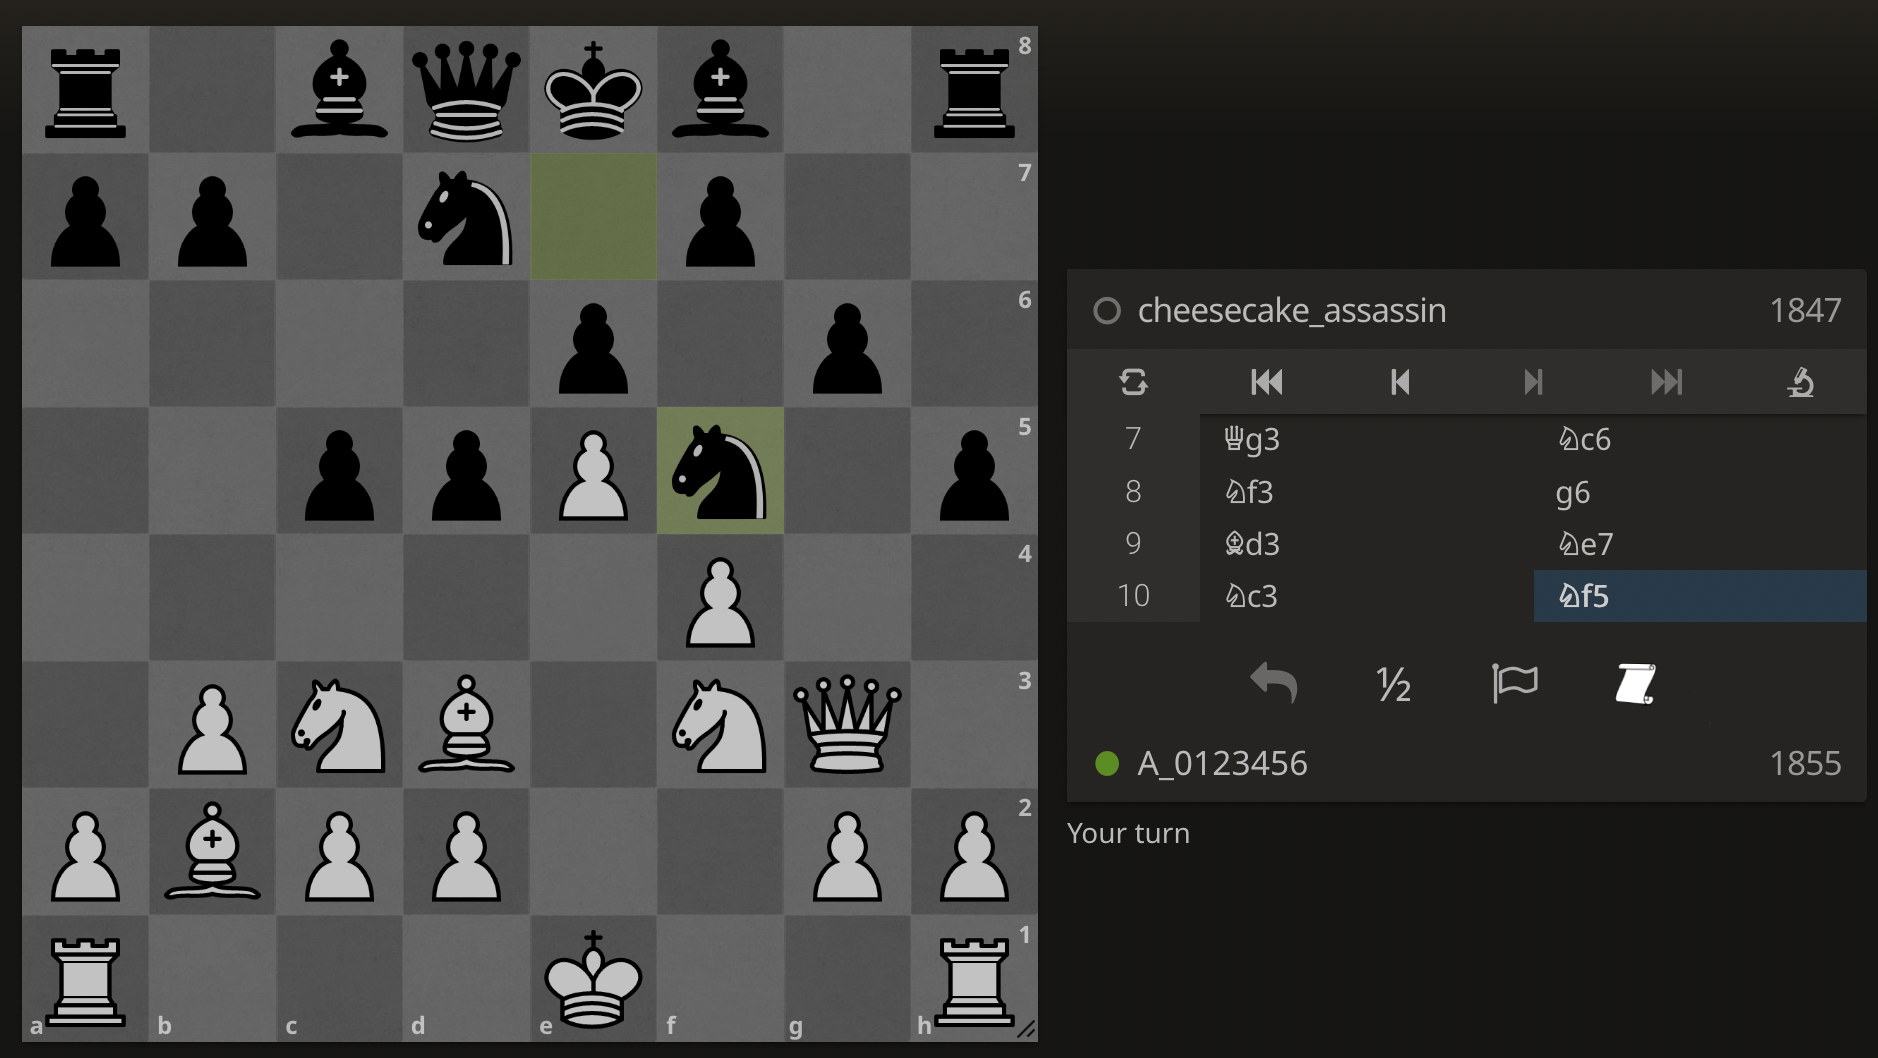 8
7
6
5
4
3
2
1
a b c d e f g h
cheesecake_assassin 1847
7 ♕g3 ♘c6
8 ♘f3 g6
9 ♗d3 ♘e7
10 ♘c3 ♘f5
½
A_0123456 1855
Your turn